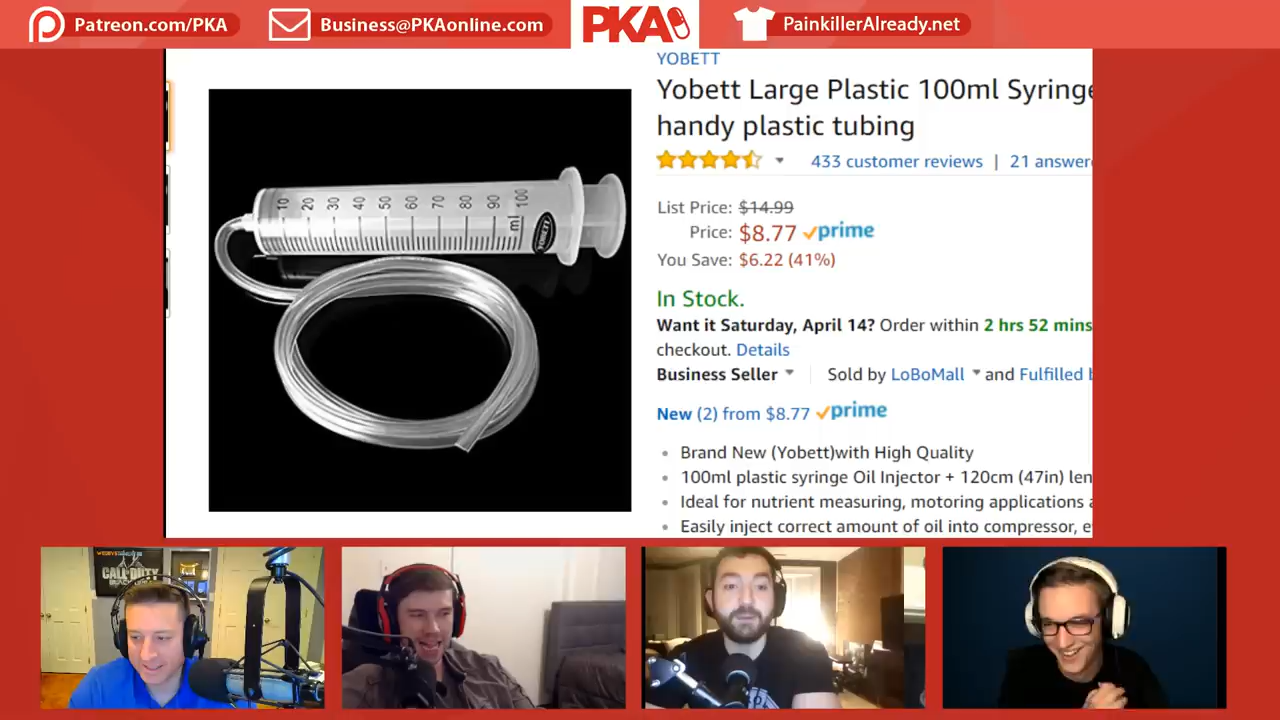 Patreon.com/PKA
Business@PKAonline.com
PKA
PainkillerAlready.net
YOBETT
Yobett Large Plastic 100ml Syringe
handy plastic tubing
433 customer reviews | 21 answer
List Price: $14.99
Price: $8.77 prime
You Save: $6.22 (41%)
In Stock.
Want it Saturday, April 14? Order within 2 hrs 52 mins
checkout. Details
Business Seller Sold by LoBoMall and Fulfilled b
New (2) from $8.77 prime
Brand New (Yobett)with High Quality
100ml plastic syringe Oil Injector + 120cm (47in) len
Ideal for nutrient measuring, motoring applications a
Easily inject correct amount of oil into compressor, e
10 20 30 40 50 60 70 80 90 100
ml
YOBETT
CALL DUTY